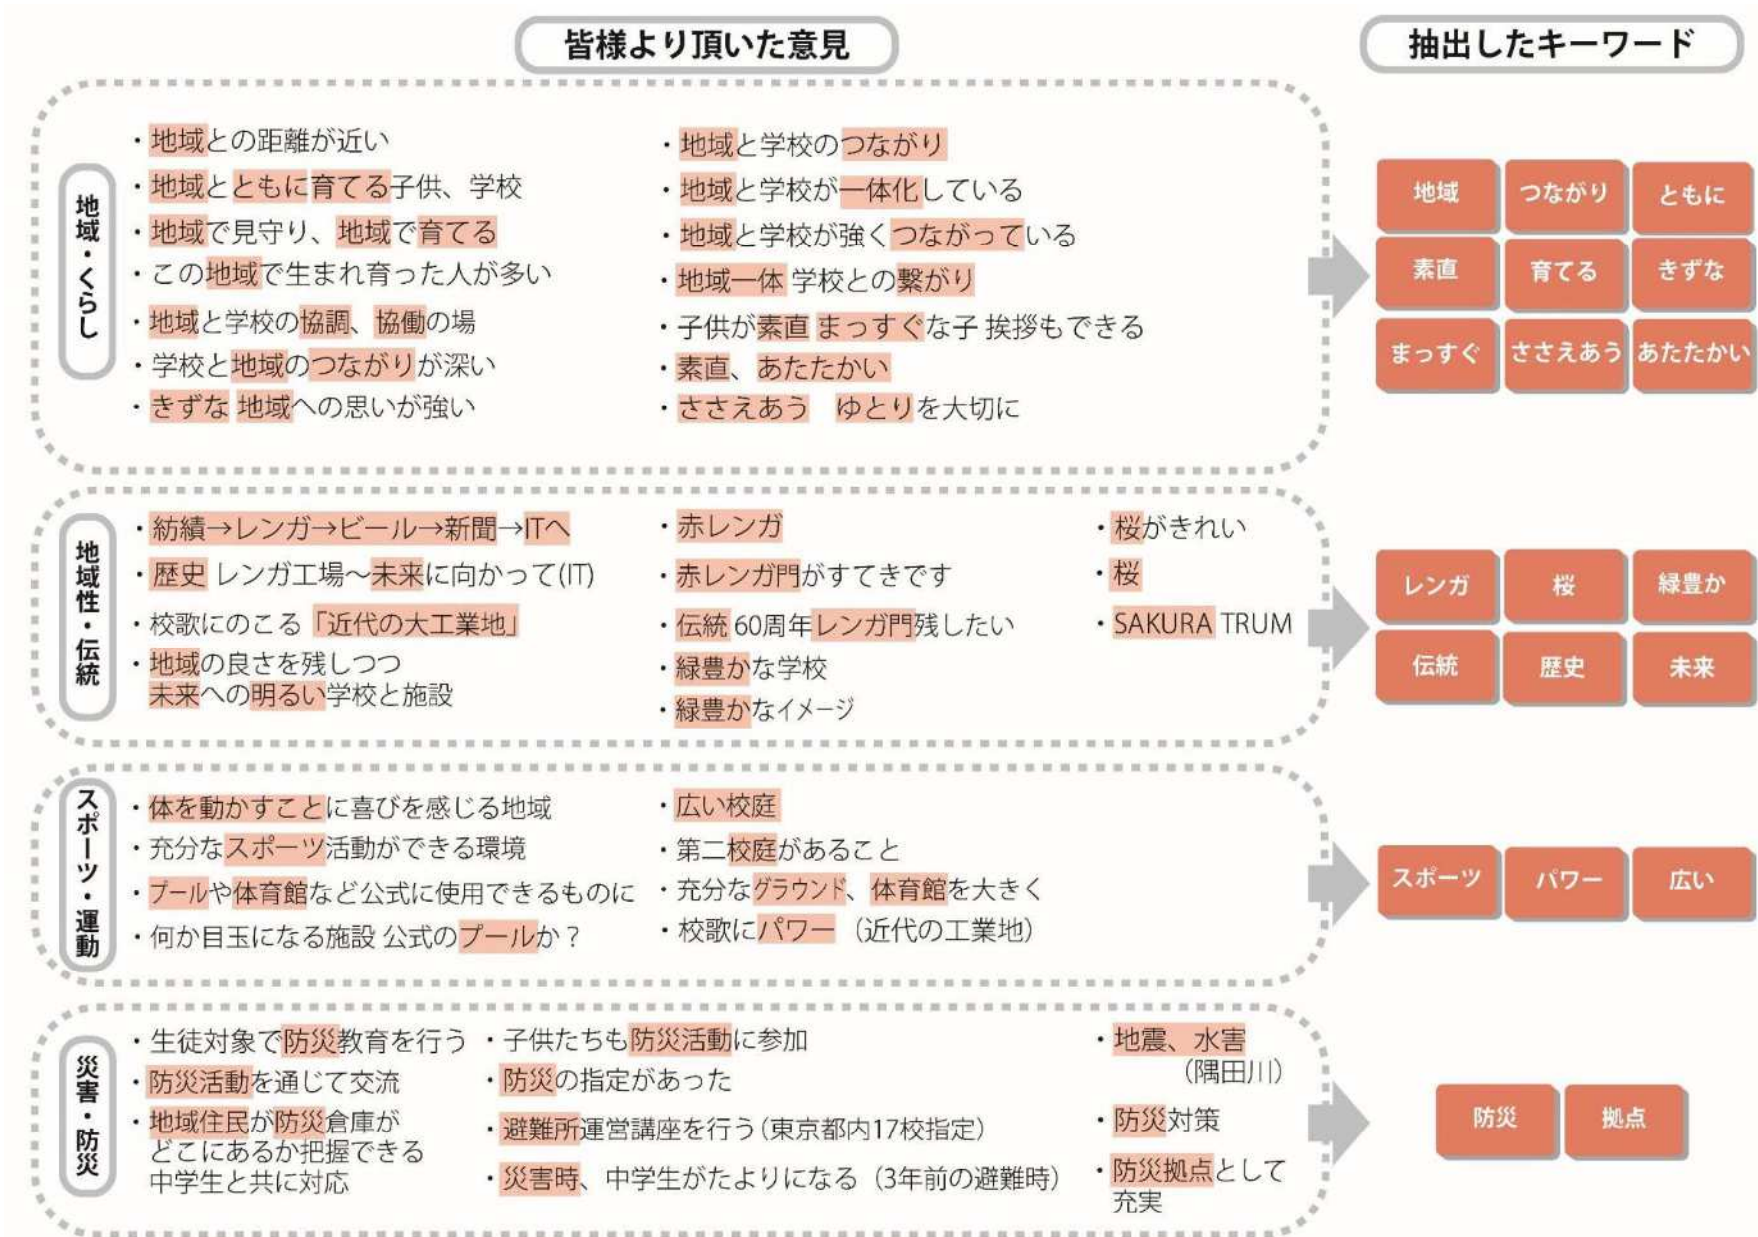 皆様より頂いた意見
抽出したキーワード
地域・くらし
・地域との距離が近い
・地域とともに育てる子供、学校
・地域で見守り、地域で育てる
・この地域で生まれ育った人が多い
・地域と学校の協調、協働の場
・学校と地域のつながりが深い
・きずな 地域への思いが強い
・地域と学校のつながり
・地域と学校が一体化している
・地域と学校が強くつながっている
・地域一体 学校との繋がり
・子供が素直 まっすぐな子 挨拶もできる
・素直、あたたかい
・ささえあう　ゆとりを大切に
地域 つながり ともに
素直 育てる きずな
まっすぐ ささえあう あたたかい
地域性・伝統
・紡績→レンガ→ビール→新聞→ITへ
・歴史 レンガ工場～未来に向かって(IT)
・校歌にのこる「近代の大工業地」
・地域の良さを残しつつ
未来への明るい学校と施設
・赤レンガ
・赤レンガ門がすてきです
・伝統 60周年レンガ門残したい
・緑豊かな学校
・緑豊かなイメージ
・桜がきれい
・桜
・SAKURA TRUM
レンガ 桜 緑豊か
伝統 歴史 未来
スポーツ・運動
・体を動かすことに喜びを感じる地域
・充分なスポーツ活動ができる環境
・プールや体育館など公式に使用できるものに
・何か目玉になる施設 公式のプールか？
・広い校庭
・第二校庭があること
・充分なグラウンド、体育館を大きく
・校歌にパワー（近代の工業地）
スポーツ パワー 広い
災害・防災
・生徒対象で防災教育を行う
・防災活動を通じて交流
・地域住民が防災倉庫が
どこにあるか把握できる
中学生と共に対応
・子供たちも防災活動に参加
・防災の指定があった
・避難所運営講座を行う（東京都内17校指定）
・災害時、中学生がたよりになる（3年前の避難時）
・地震、水害
（隅田川）
・防災対策
・防災拠点として
充実
防災 拠点